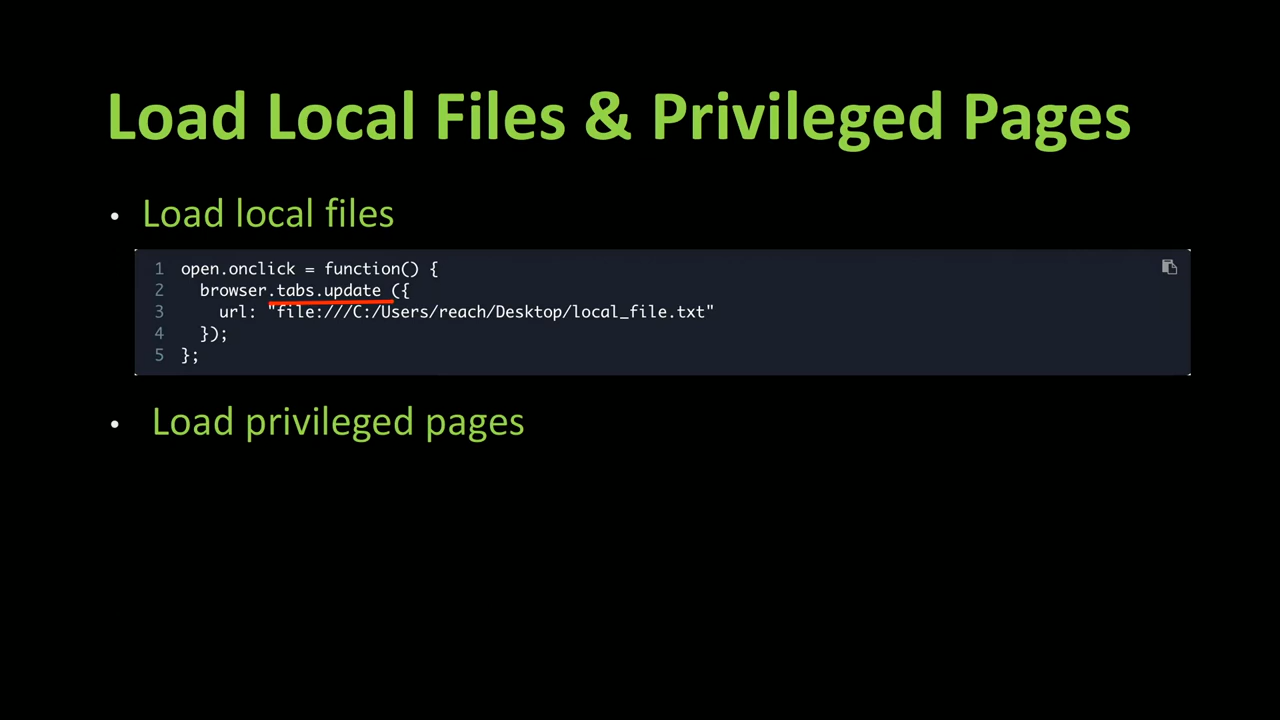 Load Local Files & Privileged Pages
• Load local files
1 open.onclick = function() {
2 browser.tabs.update ({
3 url: "file:///C:/Users/reach/Desktop/local_file.txt"
4 });
5 };
• Load privileged pages